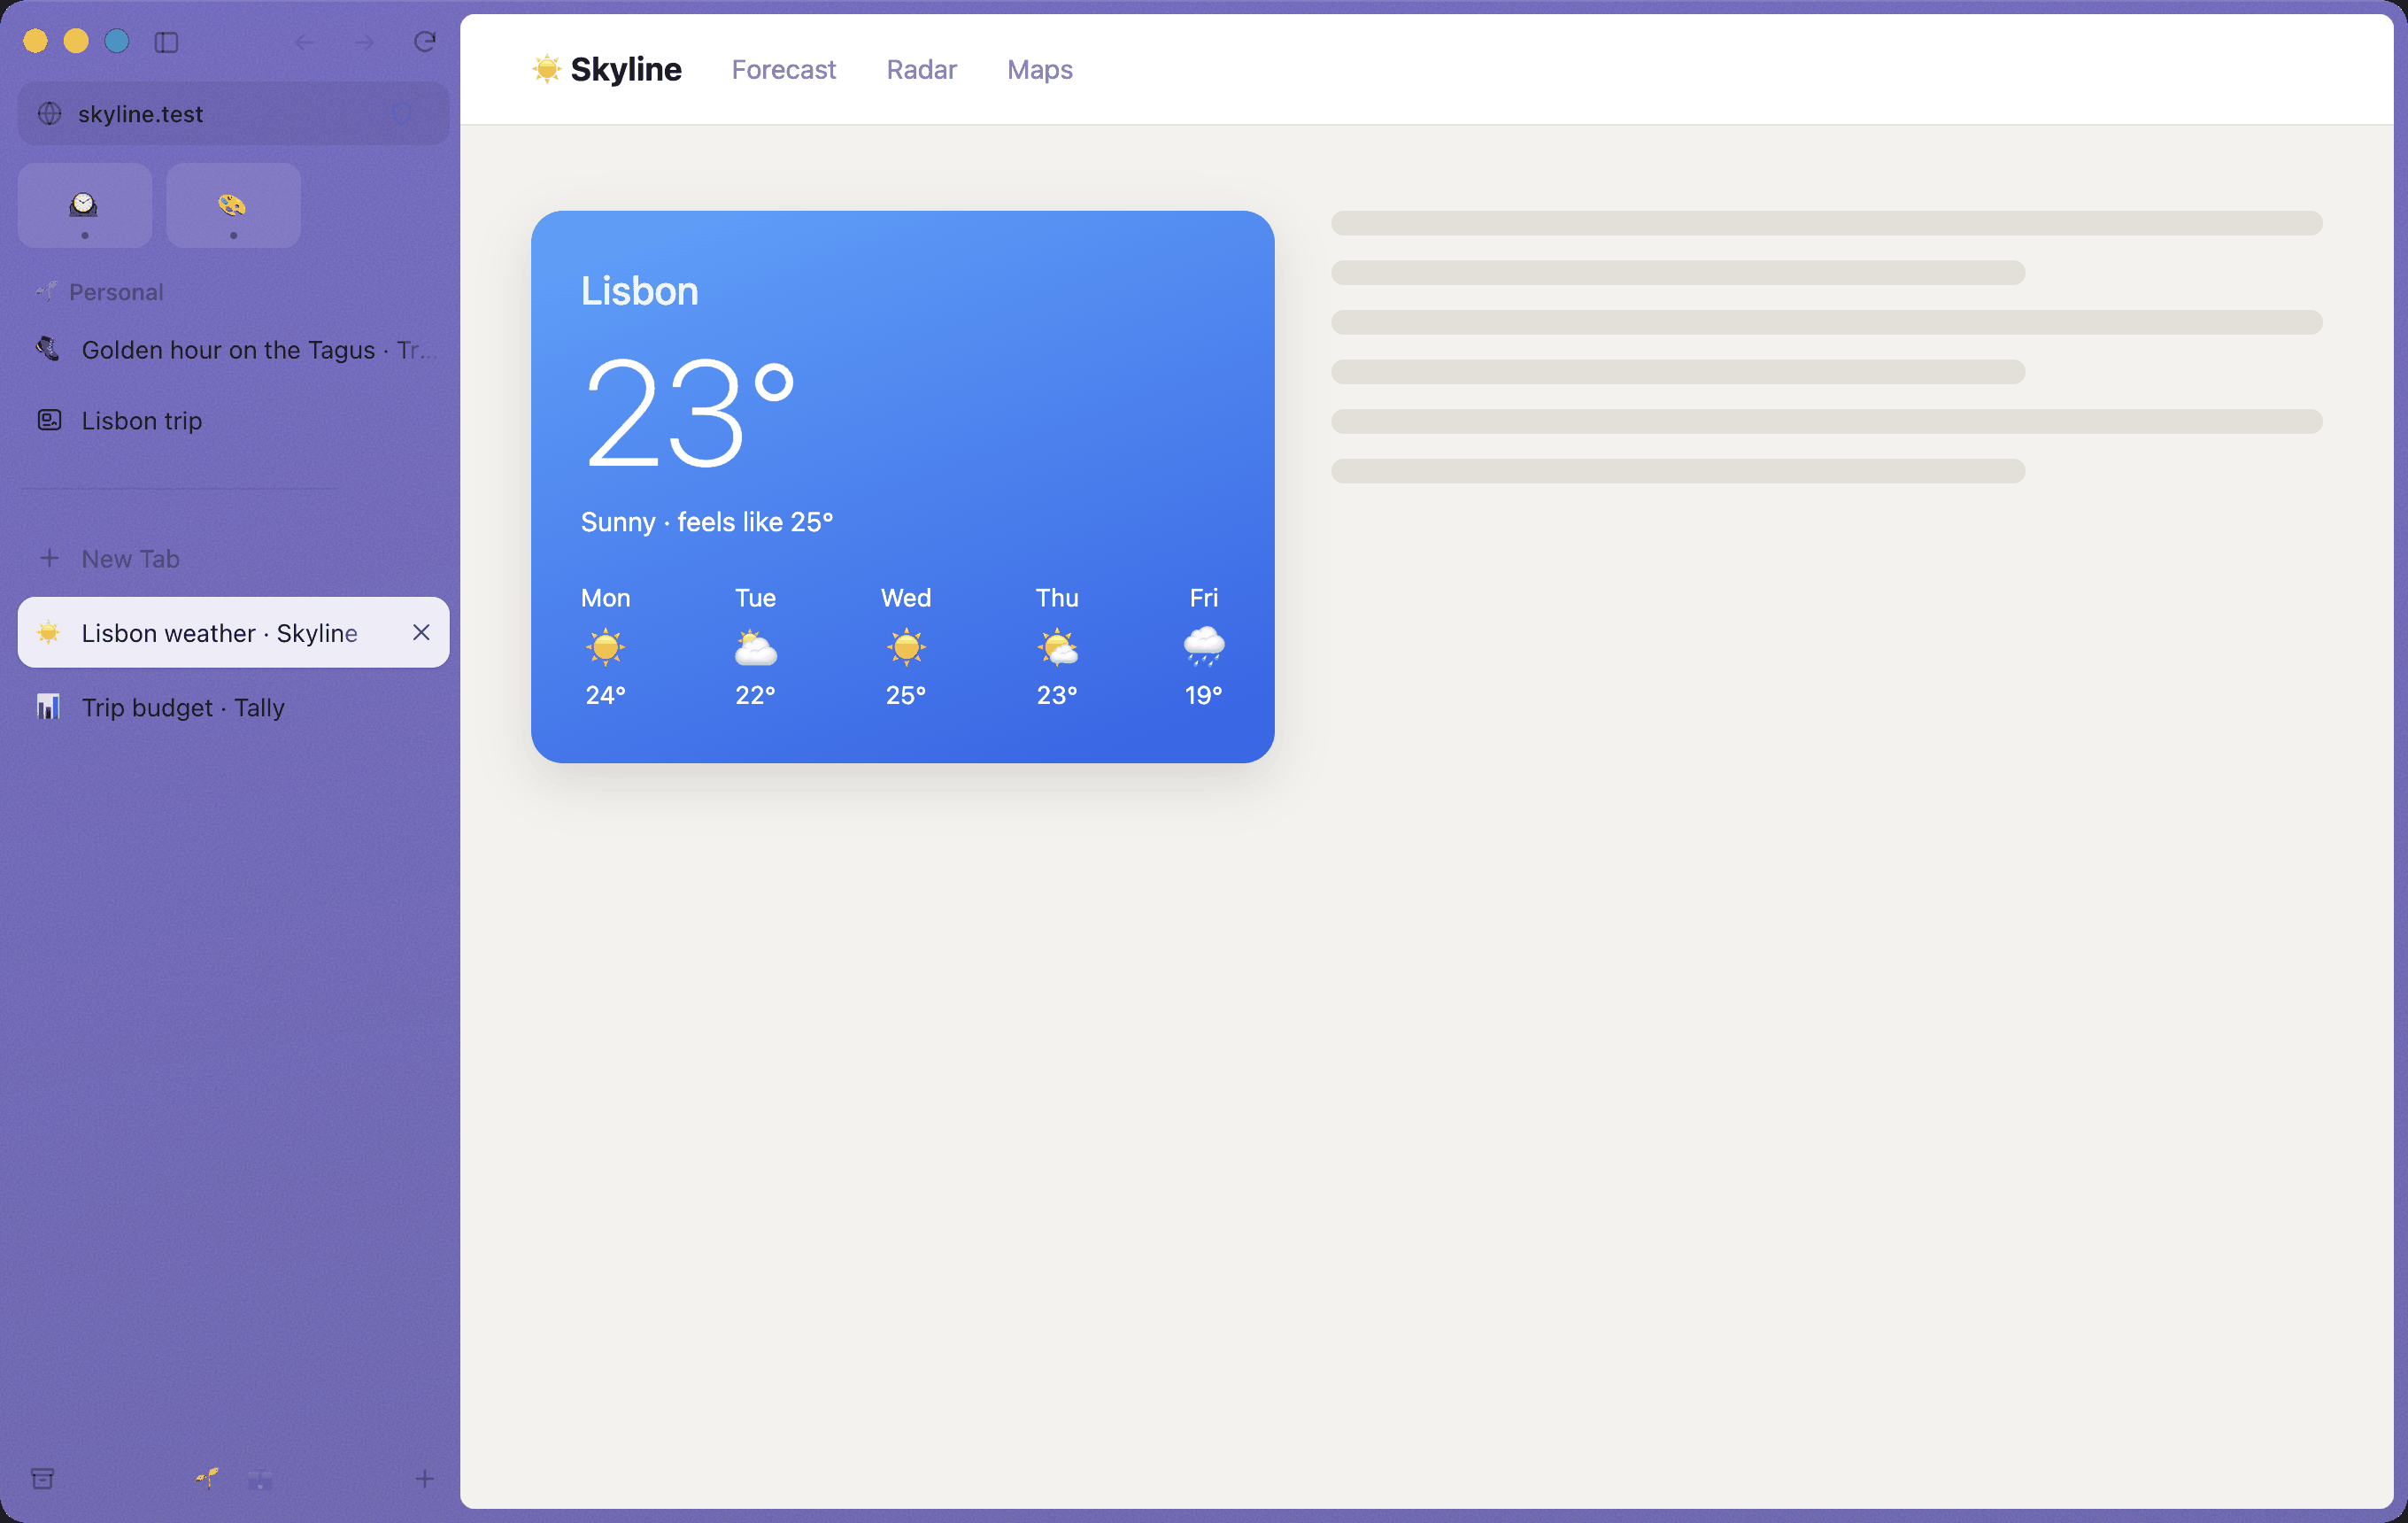 skyline.test
Personal
Golden hour on the Tagus · Tr...
Lisbon trip
New Tab
Lisbon weather · Skyline
Trip budget · Tally
Skyline Forecast Radar Maps
Lisbon
23°
Sunny · feels like 25°
Mon Tue Wed Thu Fri
24° 22° 25° 23° 19°